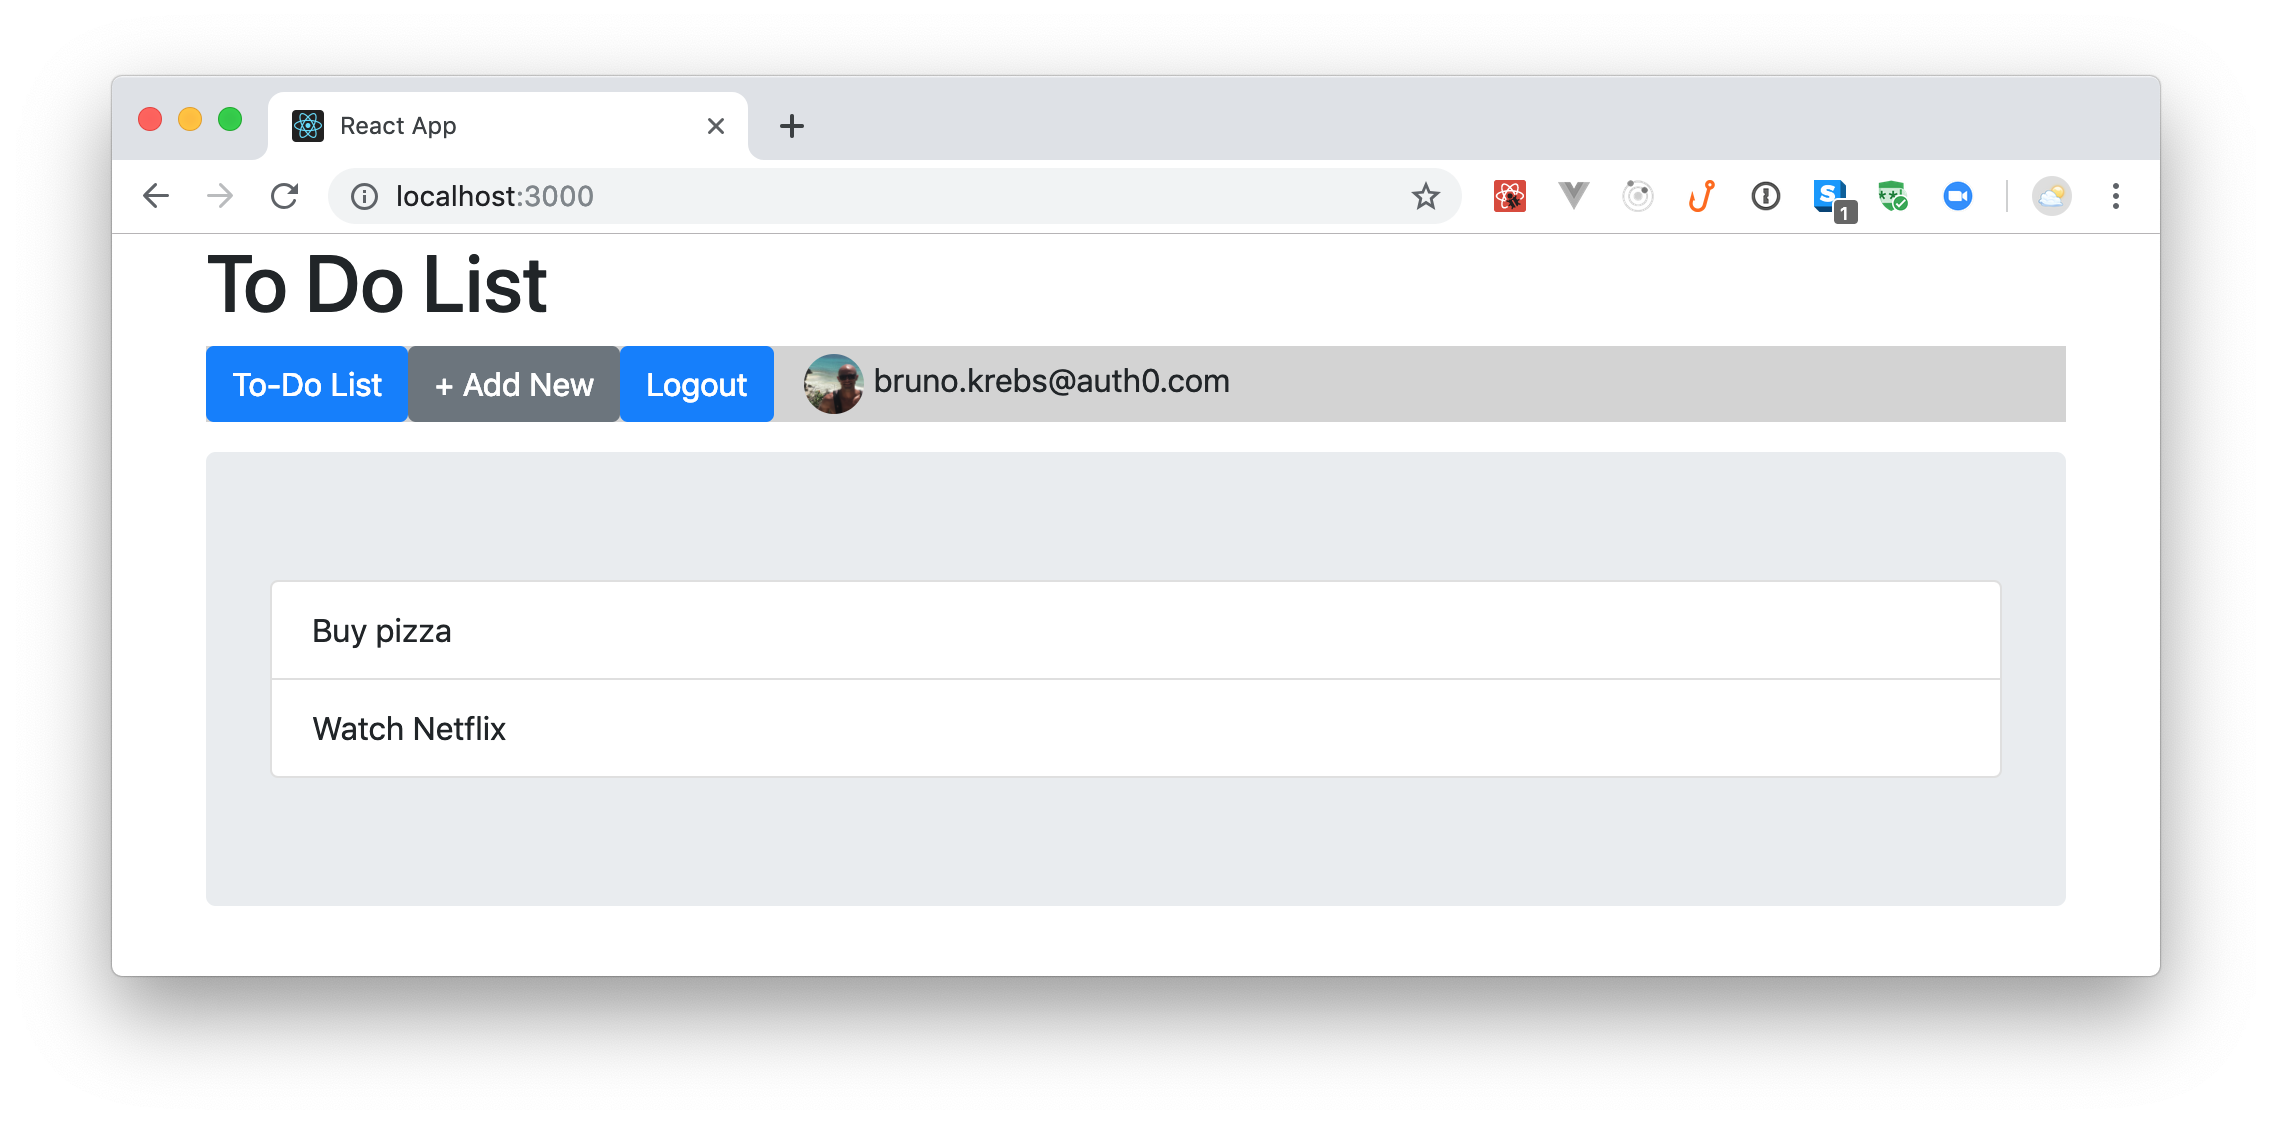 React App
localhost:3000
S
1
To Do List
To-Do List + Add New Logout bruno.krebs@auth0.com
Buy pizza
Watch Netflix